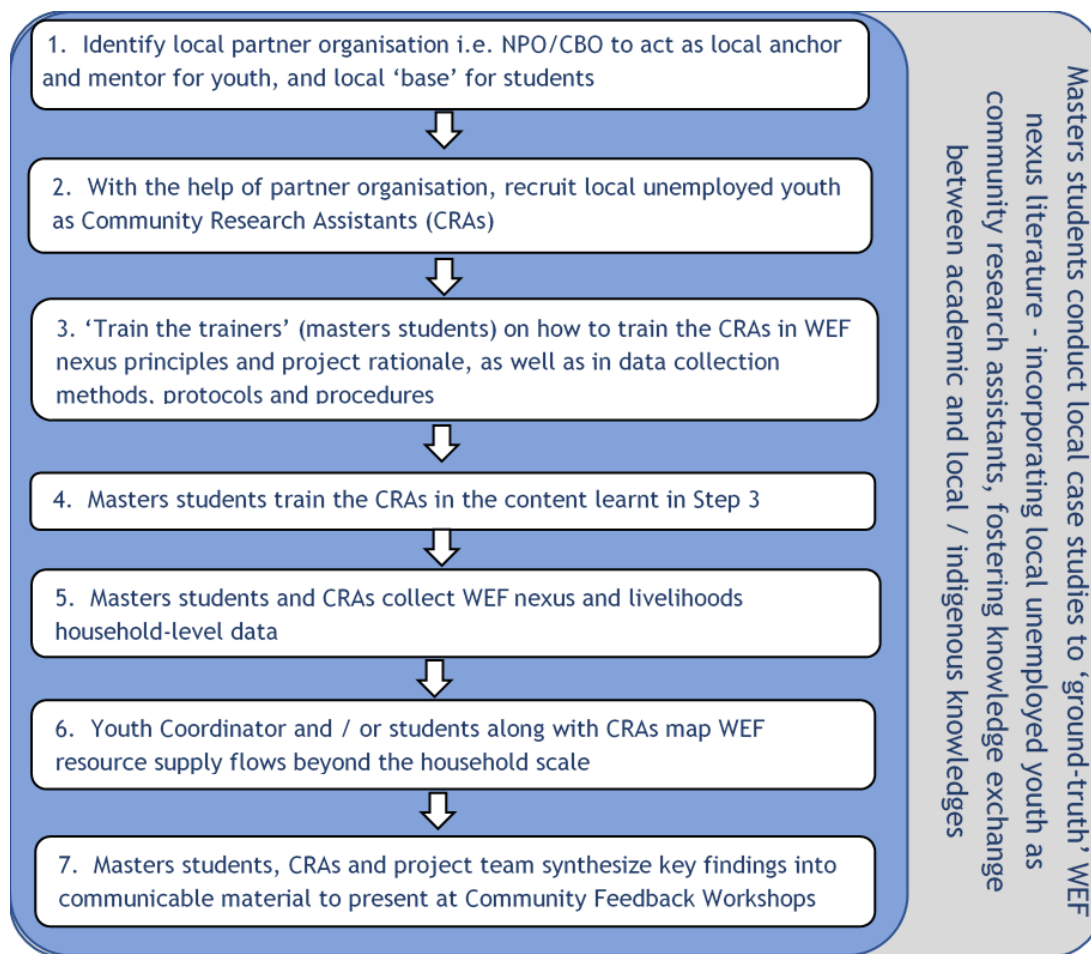 1. Identify local partner organisation i.e. NPO/CBO to act as local anchor
and mentor for youth, and local ‘base’ for students
2. With the help of partner organisation, recruit local unemployed youth
as Community Research Assistants (CRAs)
3. ‘Train the trainers’ (masters students) on how to train the CRAs in WEF
nexus principles and project rationale, as well as in data collection
methods, protocols and procedures
4. Masters students train the CRAs in the content learnt in Step 3
5. Masters students and CRAs collect WEF nexus and livelihoods
household-level data
6. Youth Coordinator and / or students along with CRAs map WEF
resource supply flows beyond the household scale
7. Masters students, CRAs and project team synthesize key findings into
communicable material to present at Community Feedback Workshops
Masters students conduct local case studies to ‘ground-truth’ WEF
nexus literature - incorporating local unemployed youth as
community research assistants, fostering knowledge exchange
between academic and local / indigenous knowledges